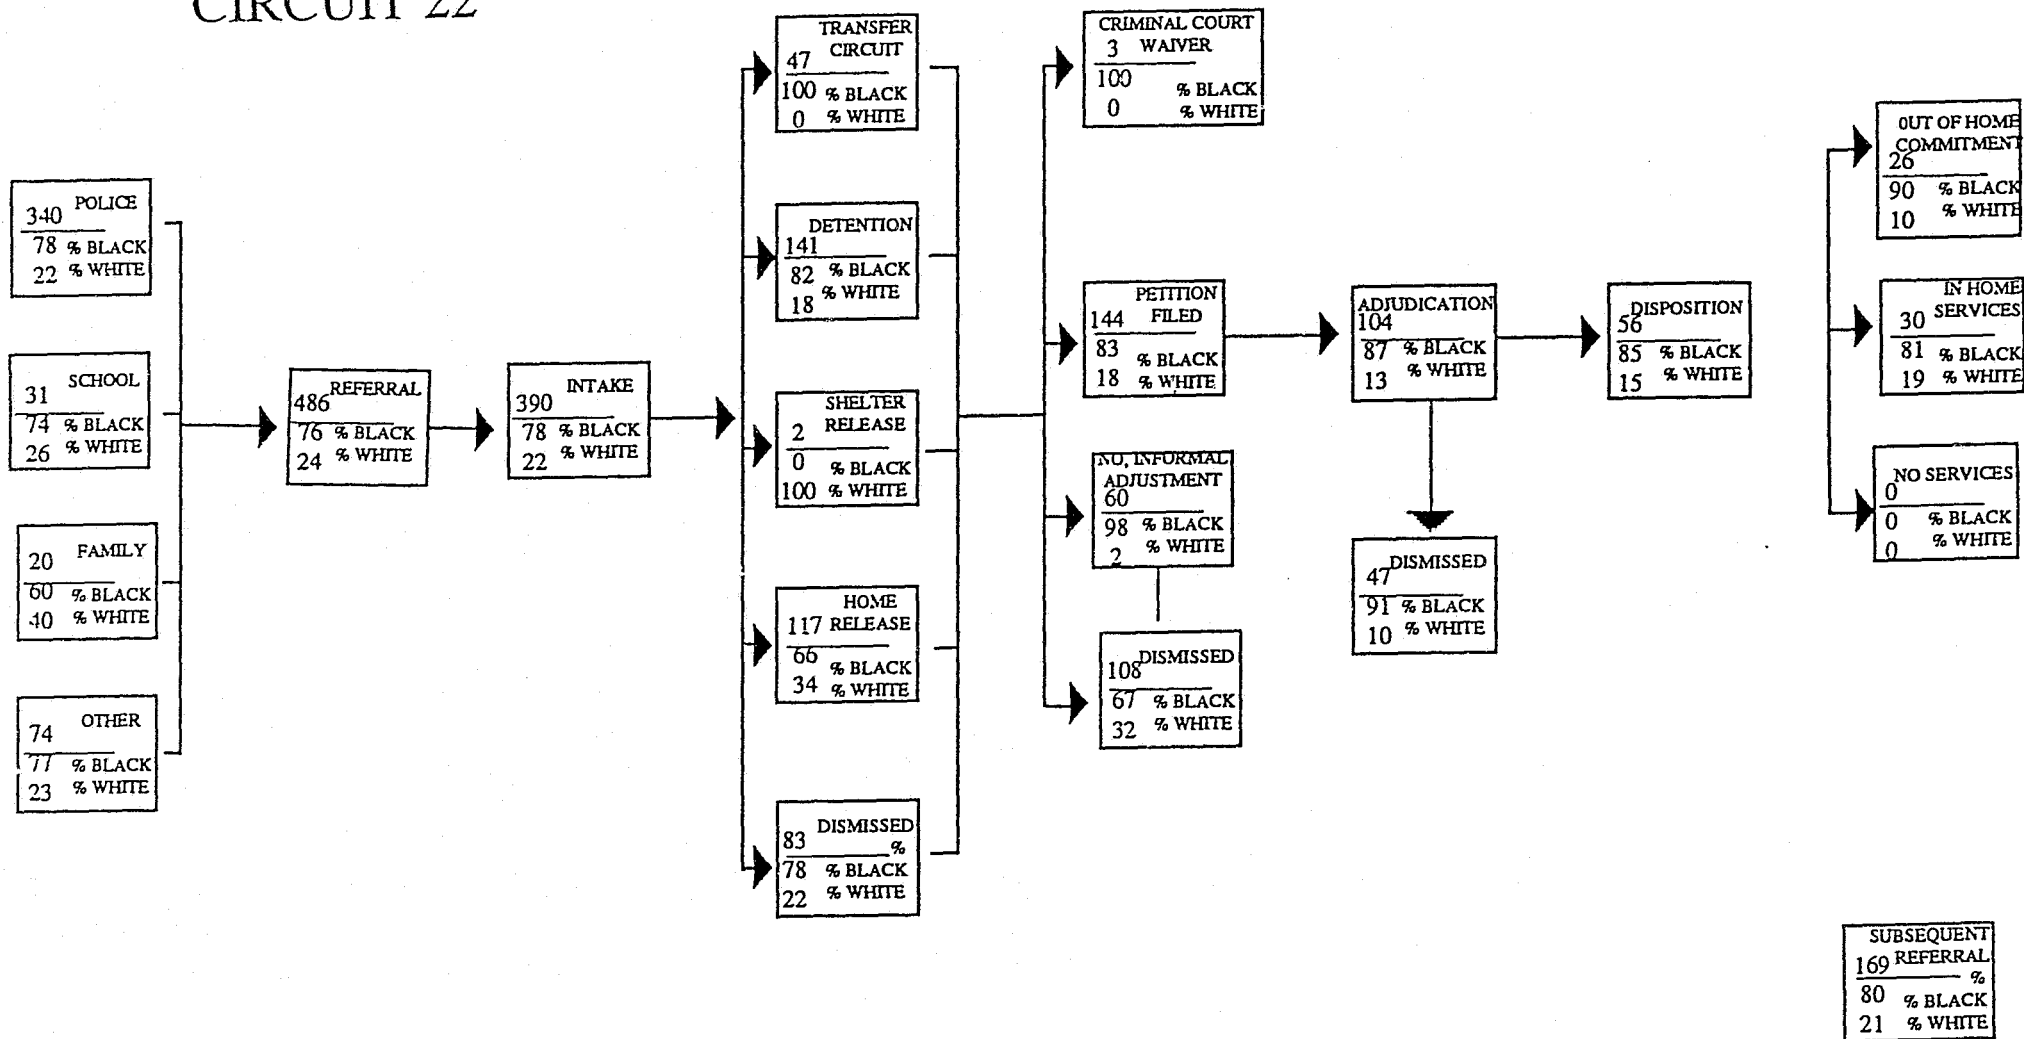 CIRCUIT 22
POLICE
340
78 % BLACK
22 % WHITE
SCHOOL
31
74 % BLACK
26 % WHITE
FAMILY
20
60 % BLACK
40 % WHITE
OTHER
74
77 % BLACK
23 % WHITE
REFERRAL
486
76 % BLACK
24 % WHITE
INTAKE
390
78 % BLACK
22 % WHITE
TRANSFER
CIRCUIT
47
100 % BLACK
0 % WHITE
DETENTION
141
82 % BLACK
18 % WHITE
SHELTER
2 RELEASE
0 % BLACK
100 % WHITE
HOME
117 RELEASE
66 % BLACK
34 % WHITE
DISMISSED
83 %
78 % BLACK
22 % WHITE
CRIMINAL COURT
3 WAIVER
100 % BLACK
0 % WHITE
PETITION
144 FILED
83 % BLACK
18 % WHITE
NO, INFORMAL
ADJUSTMENT
60
98 % BLACK
2 % WHITE
DISMISSED
108
67 % BLACK
32 % WHITE
ADJUDICATION
104
87 % BLACK
13 % WHITE
DISMISSED
47
91 % BLACK
10 % WHITE
DISPOSITION
56
85 % BLACK
15 % WHITE
OUT OF HOME
COMMITMENT
26
90 % BLACK
10 % WHITE
IN HOME
30 SERVICES
81 % BLACK
19 % WHITE
NO SERVICES
0
0 % BLACK
0 % WHITE
SUBSEQUENT
169 REFERRAL
%
80 % BLACK
21 % WHITE